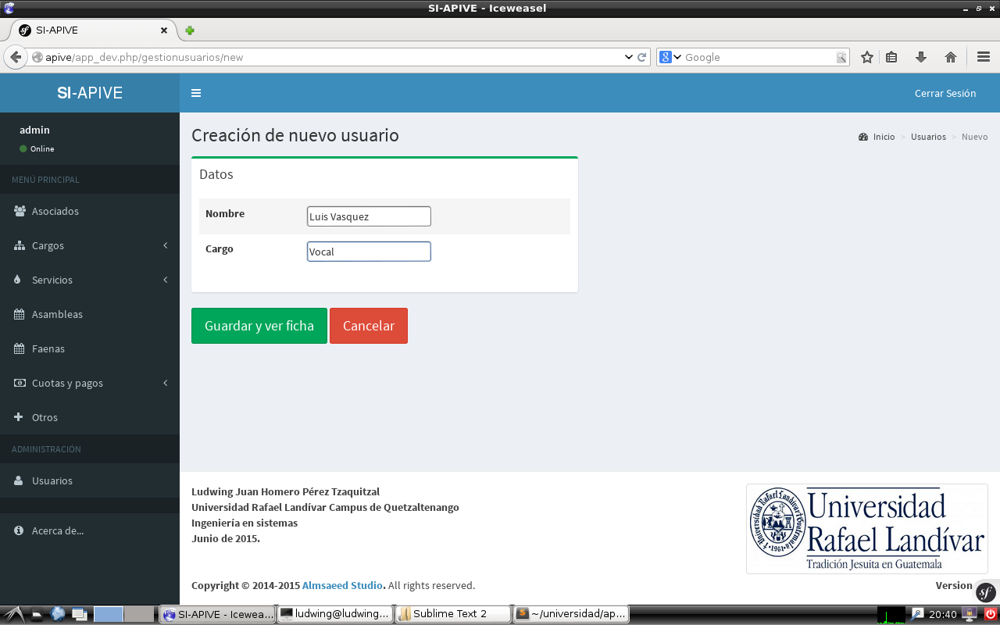 SI-APIVE - Iceweasel
SI-APIVE
apive/app_dev.php/gestionusuarios/new
Google
SI-APIVE
Cerrar Sesión
admin
Online
MENÚ PRINCIPAL
Asociados
Cargos
Servicios
Asambleas
Faenas
Cuotas y pagos
Otros
ADMINISTRACIÓN
Usuarios
Acerca de...
Creación de nuevo usuario
Inicio > Usuarios > Nuevo
Datos
Nombre Luis Vasquez
Cargo Vocal
Guardar y ver ficha Cancelar
Ludwing Juan Homero Pérez Tzaquitzal
Universidad Rafael Landívar Campus de Quetzaltenango
Ingeniería en sistemas
Junio de 2015.
Universidad
Rafael Landívar
Tradición Jesuita en Guatemala
Copyright © 2014-2015 Almsaeed Studio. All rights reserved.
Version
SI-APIVE - Icewea...
ludwing@ludwing...
Sublime Text 2
~/universidad/ap...
20:40